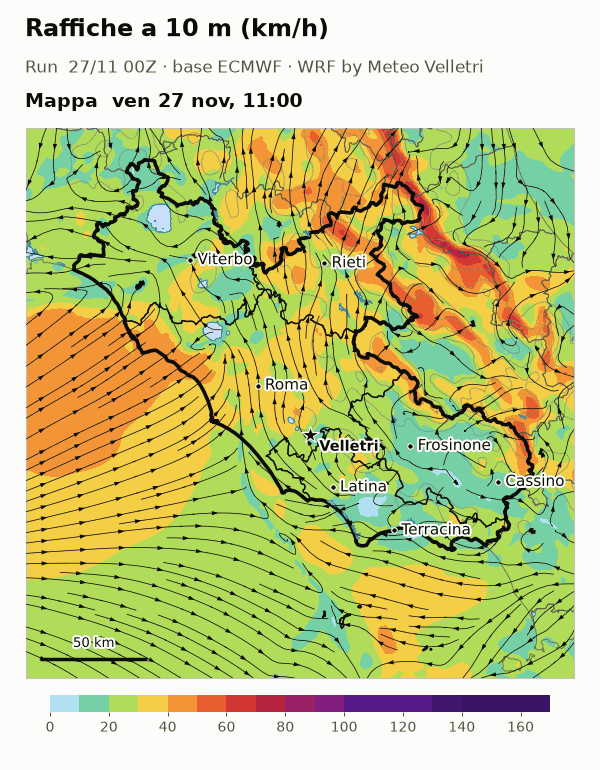 Raffiche a 10 m (km/h)
Run  27/11 00Z · base ECMWF · WRF by Meteo Velletri
Mappa  ven 27 nov, 11:00
Viterbo
Rieti
Roma
Velletri
Frosinone
Latina
Cassino
Terracina
50 km
0 20 40 60 80 100 120 140 160